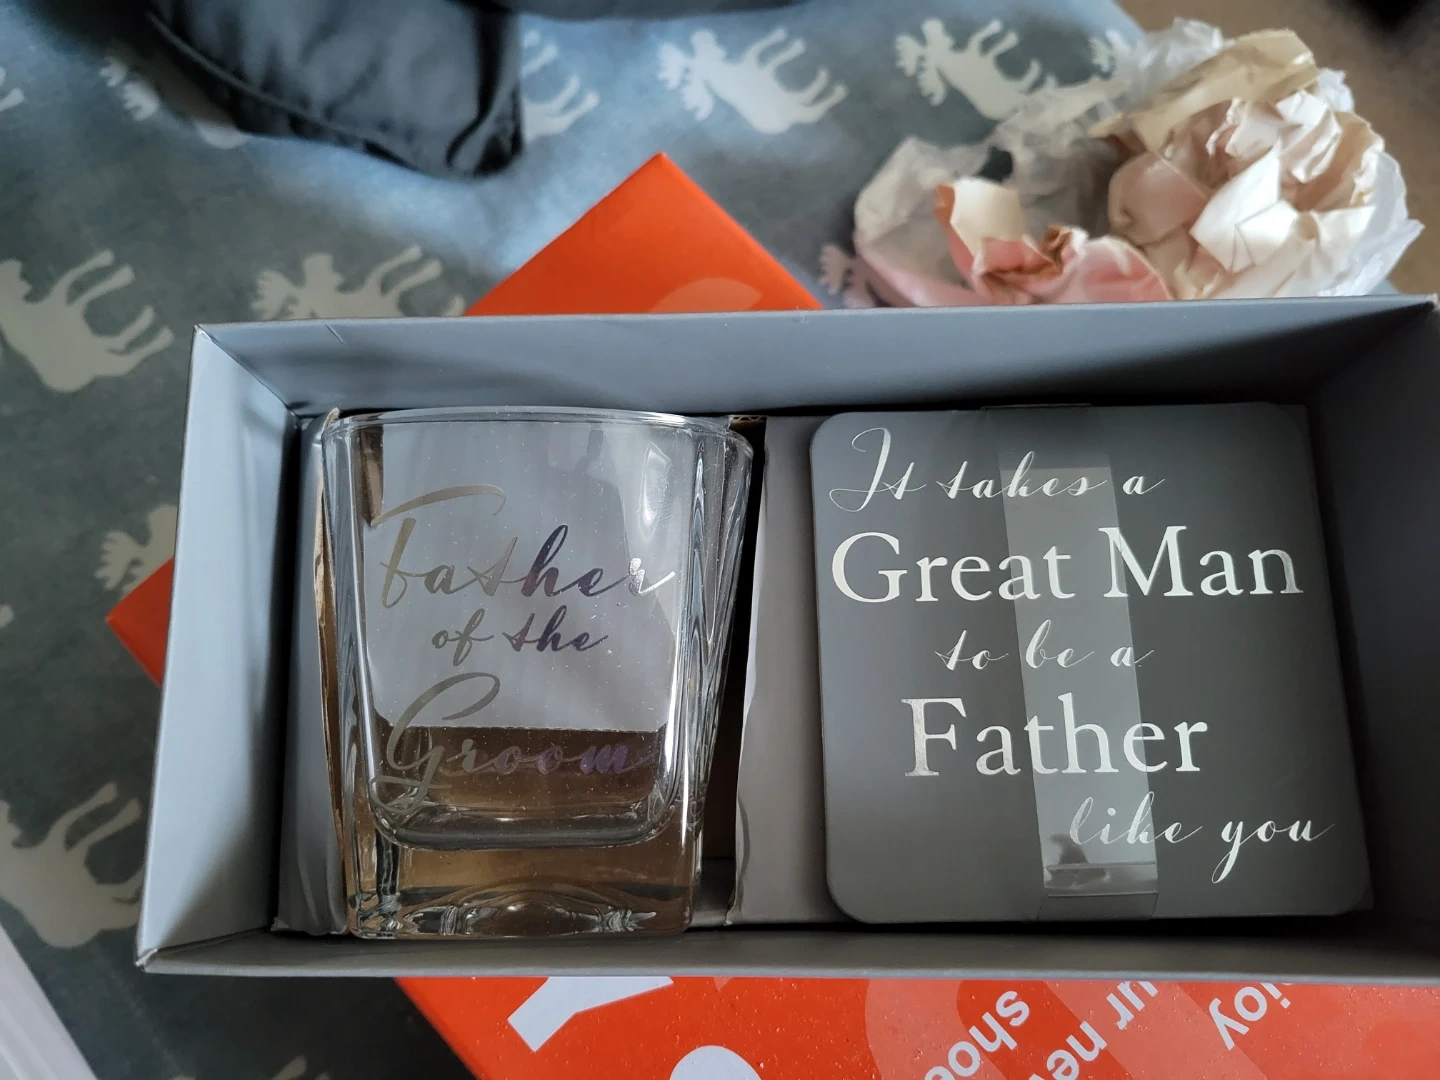 Father
of the
Groom
It takes a
Great Man
to be a
Father
like you